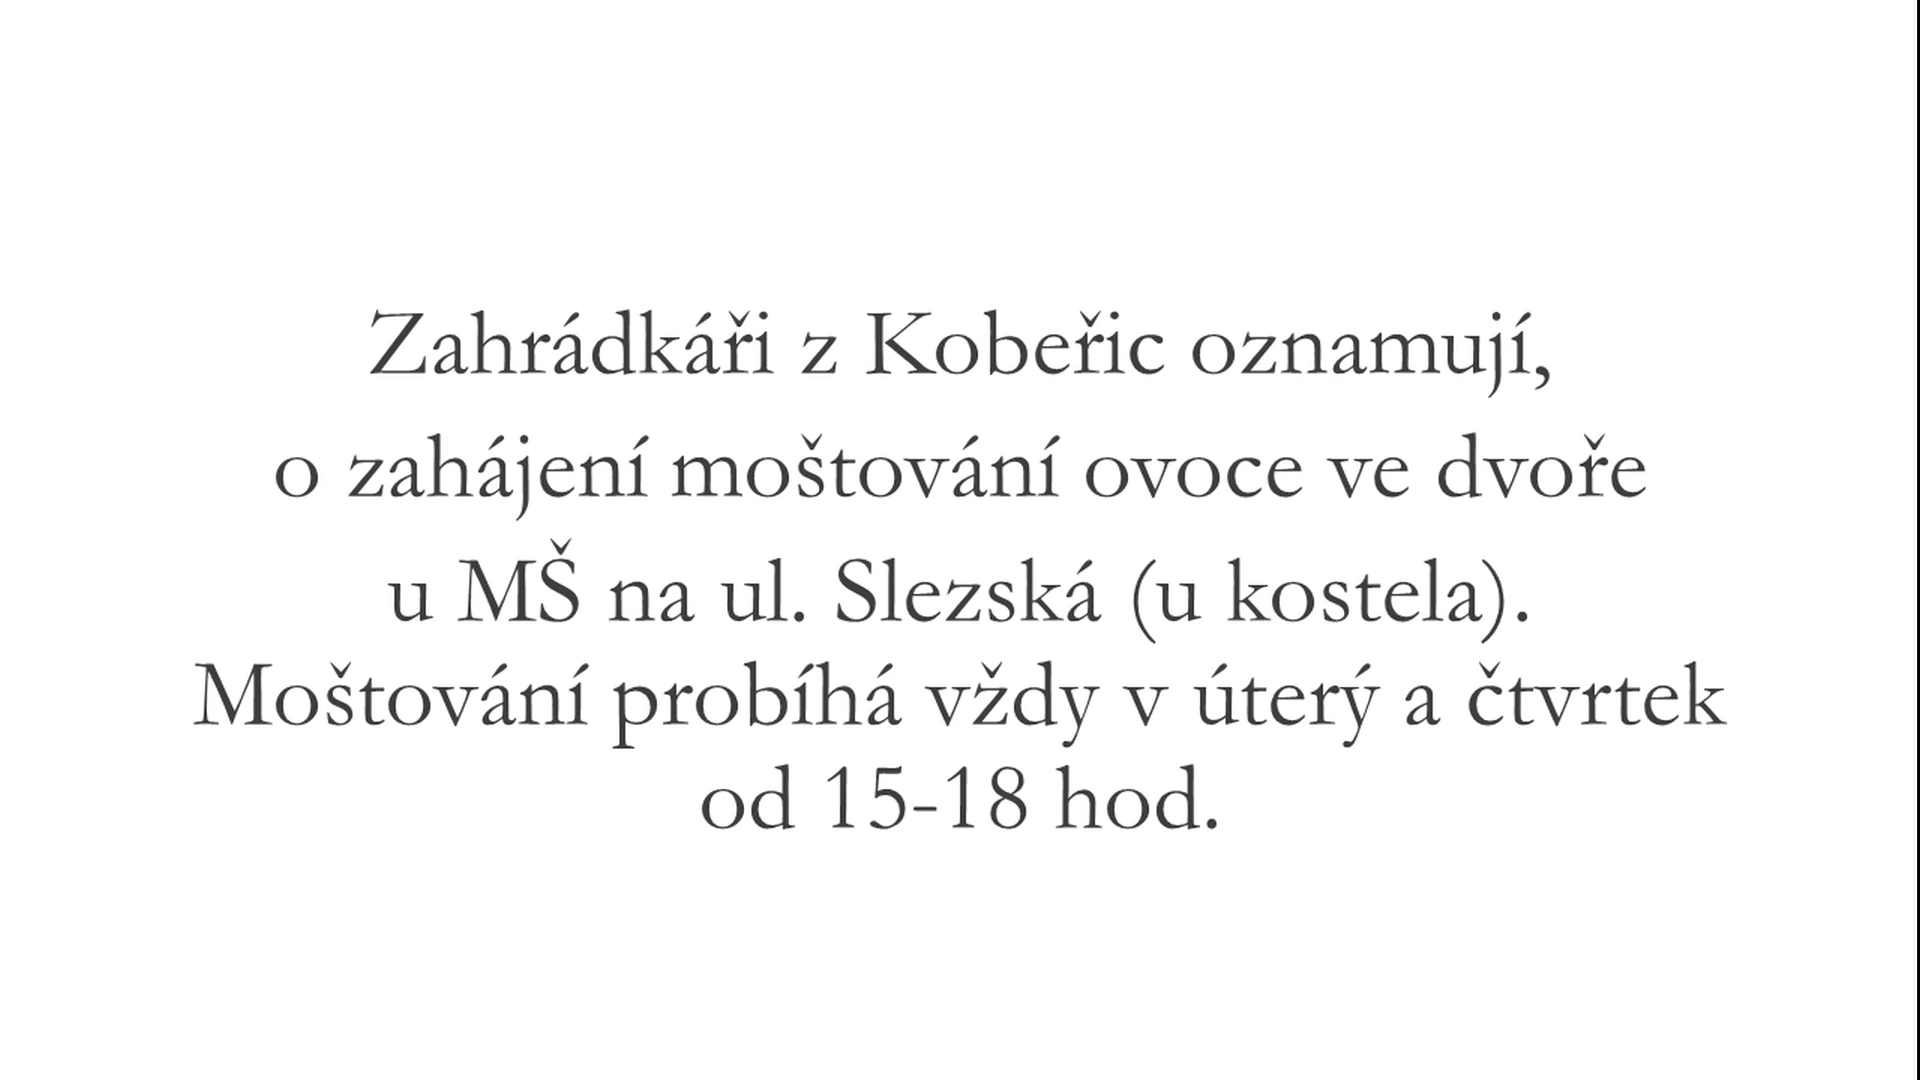 Zahrádkáři z Kobeřic oznamují,
o zahájení moštování ovoce ve dvoře
u MŠ na ul. Slezská (u kostela).
Moštování probíhá vždy v úterý a čtvrtek
od 15-18 hod.